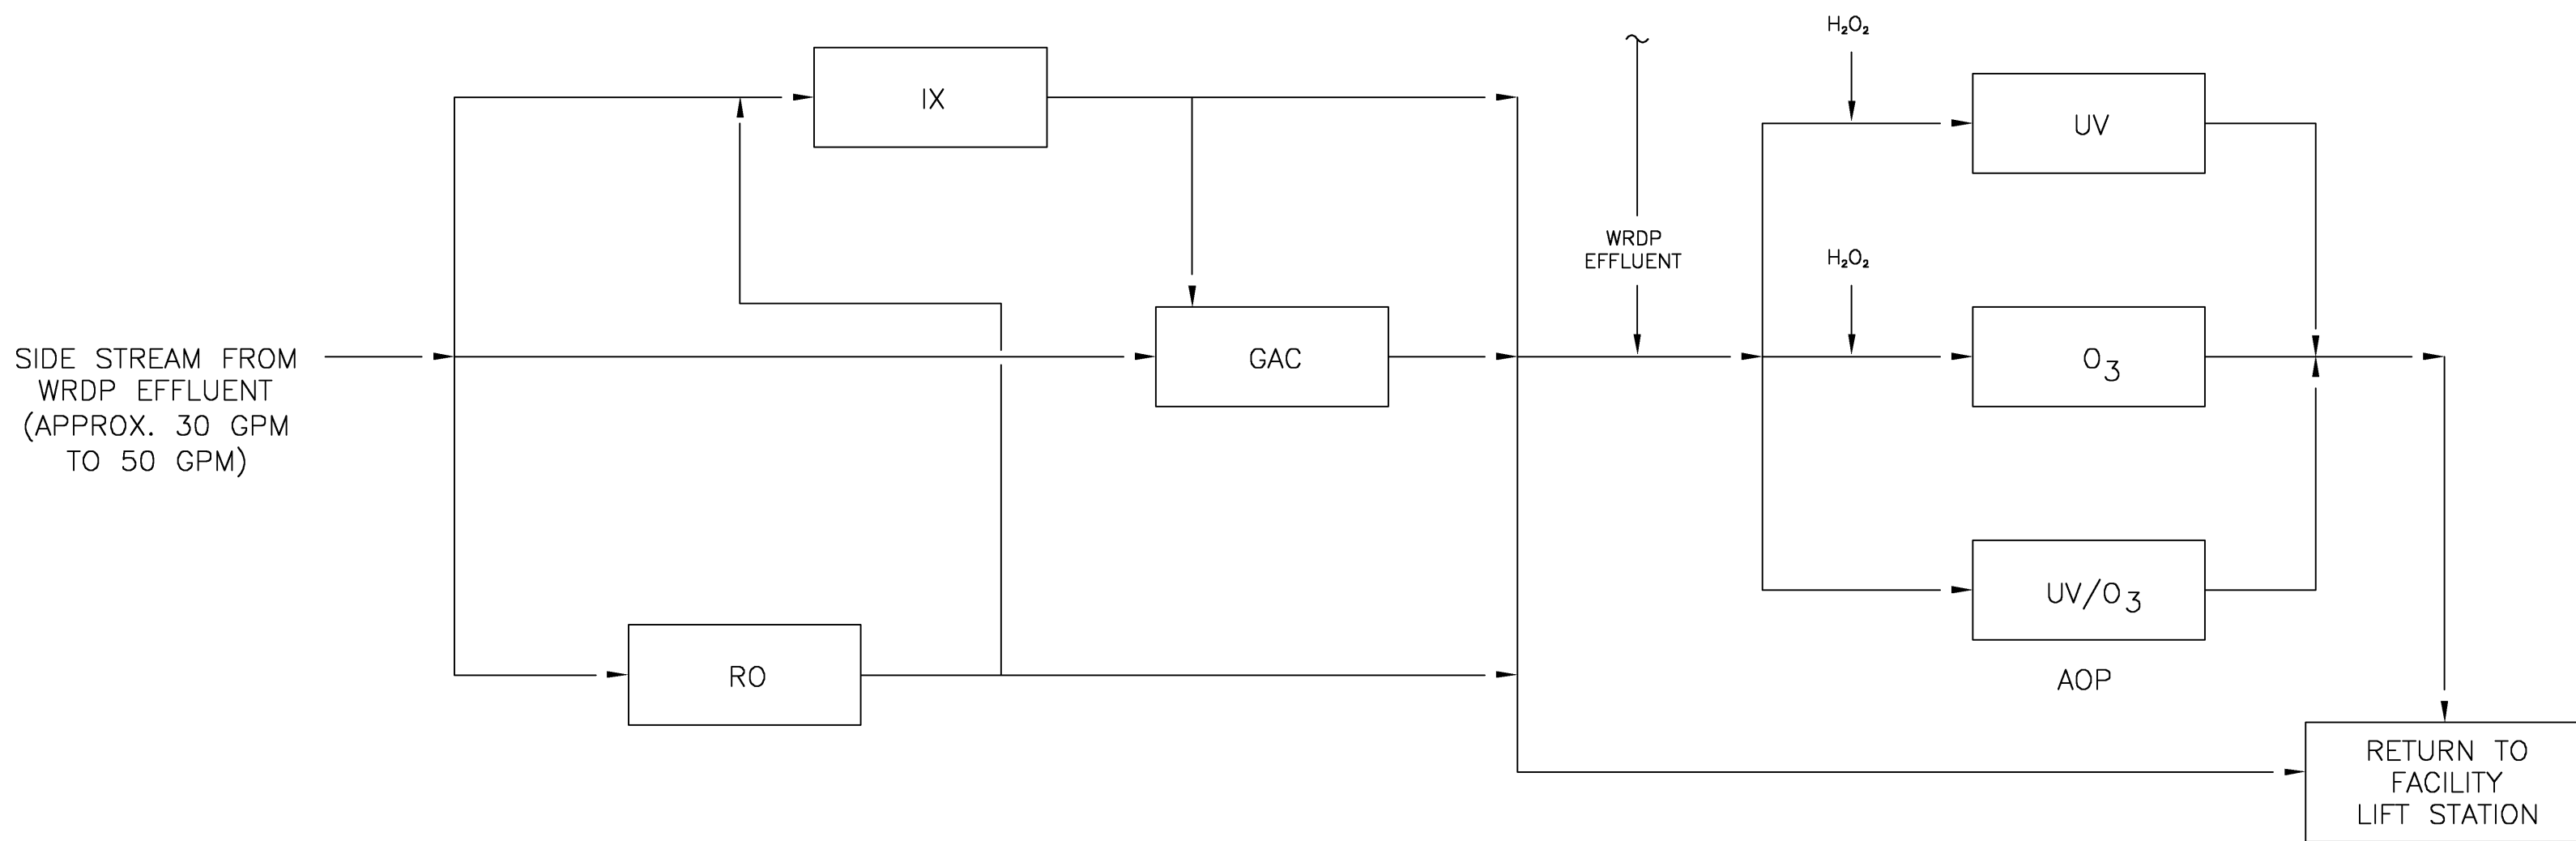 SIDE STREAM FROM
WRDP EFFLUENT
(APPROX. 30 GPM
TO 50 GPM)
IX
GAC
RO
WRDP
EFFLUENT
H₂O₂
UV
H₂O₂
O₃
UV/O₃
AOP
RETURN TO
FACILITY
LIFT STATION